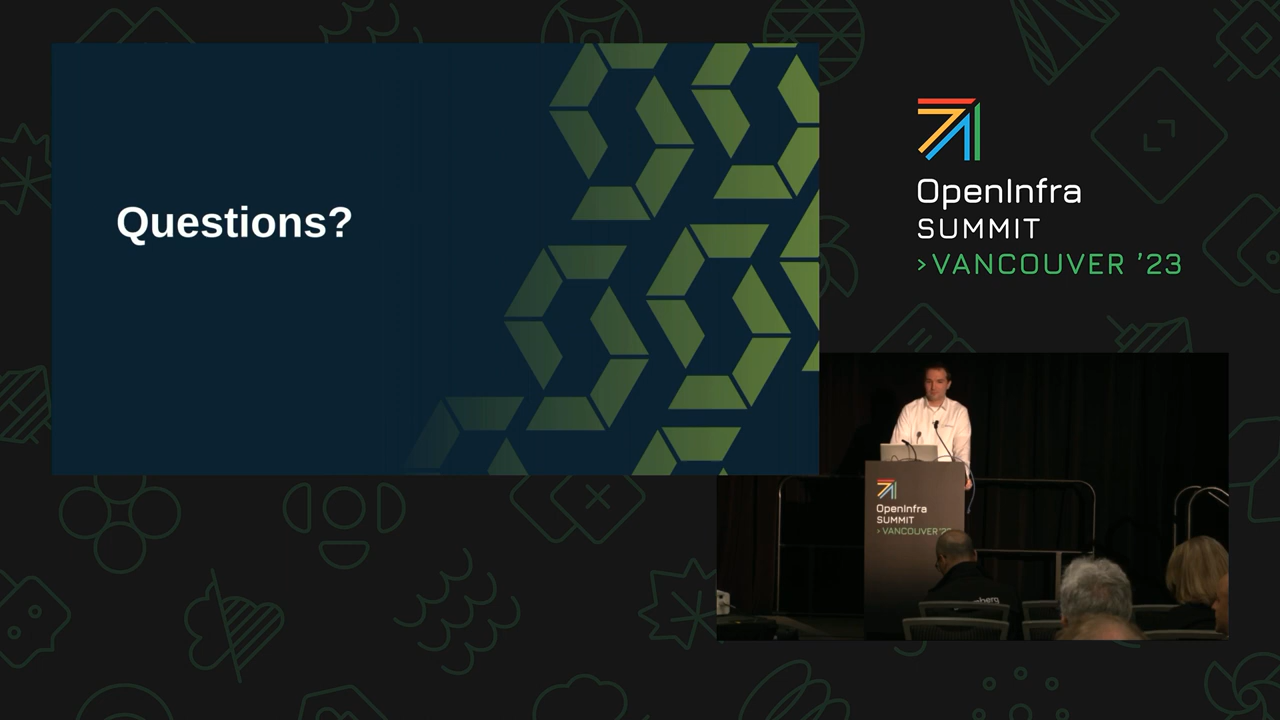 Questions?
OpenInfra
SUMMIT
>VANCOUVER '23
OpenInfra
SUMMIT
> VANCOUVER '23